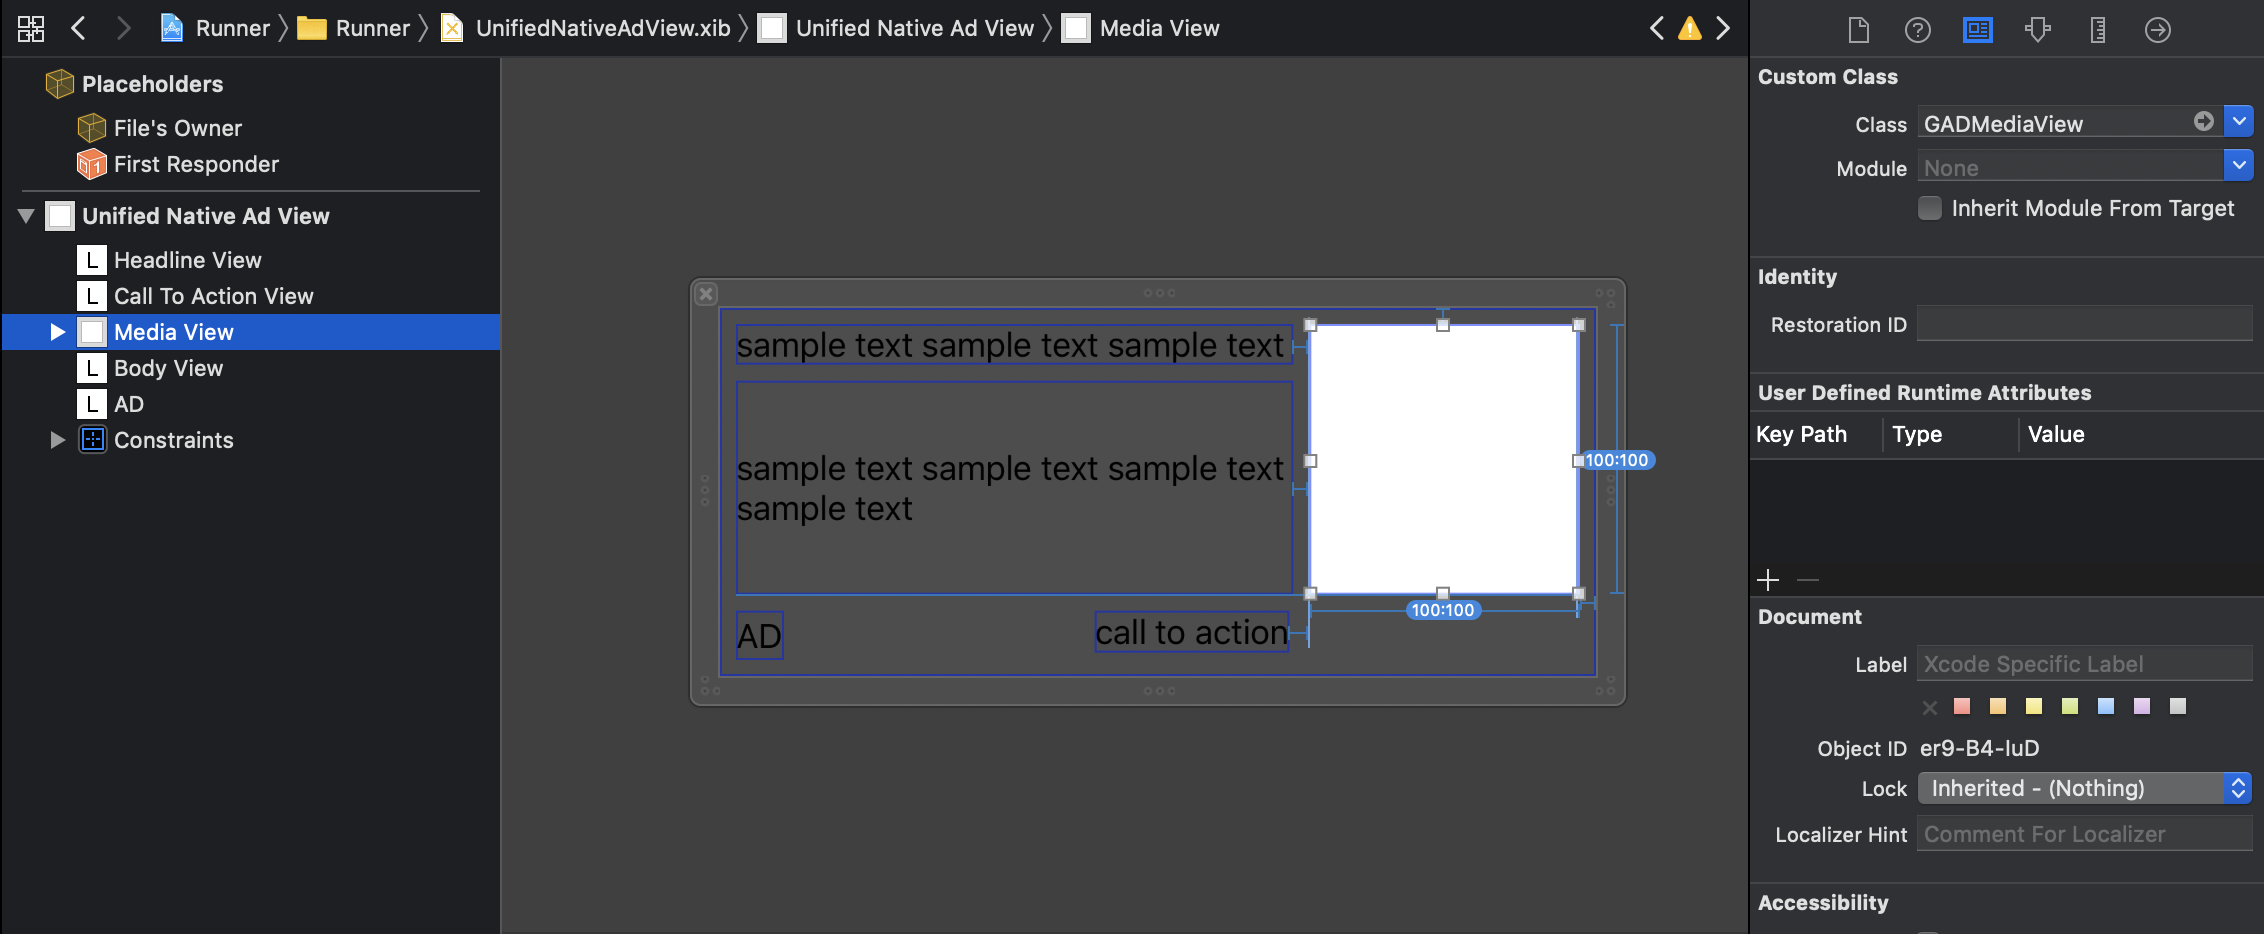 Runner Runner UnifiedNativeAdView.xib Unified Native Ad View Media View
Placeholders
File's Owner
First Responder
Unified Native Ad View
L Headline View
L Call To Action View
Media View
L Body View
L AD
Constraints
sample text sample text sample text
sample text sample text sample text
sample text
AD
call to action
100:100
100:100
Custom Class
Class GADMediaView
Module None
Inherit Module From Target
Identity
Restoration ID
User Defined Runtime Attributes
Key Path Type Value
Document
Label Xcode Specific Label
Object ID er9-B4-IuD
Lock Inherited - (Nothing)
Localizer Hint Comment For Localizer
Accessibility